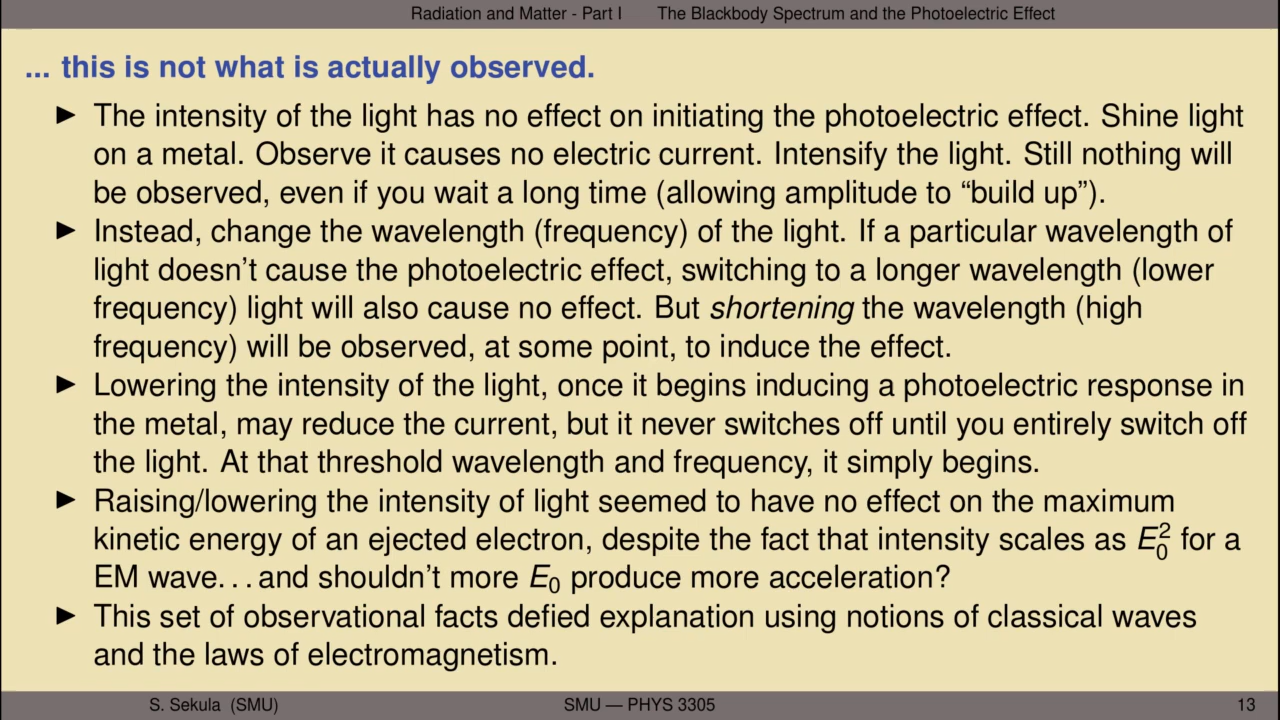 Radiation and Matter - Part I The Blackbody Spectrum and the Photoelectric Effect
... this is not what is actually observed.
▶ The intensity of the light has no effect on initiating the photoelectric effect. Shine light
on a metal. Observe it causes no electric current. Intensify the light. Still nothing will
be observed, even if you wait a long time (allowing amplitude to “build up”).
▶ Instead, change the wavelength (frequency) of the light. If a particular wavelength of
light doesn’t cause the photoelectric effect, switching to a longer wavelength (lower
frequency) light will also cause no effect. But shortening the wavelength (high
frequency) will be observed, at some point, to induce the effect.
▶ Lowering the intensity of the light, once it begins inducing a photoelectric response in
the metal, may reduce the current, but it never switches off until you entirely switch off
the light. At that threshold wavelength and frequency, it simply begins.
▶ Raising/lowering the intensity of light seemed to have no effect on the maximum
kinetic energy of an ejected electron, despite the fact that intensity scales as E₀² for a
EM wave...and shouldn’t more E₀ produce more acceleration?
▶ This set of observational facts defied explanation using notions of classical waves
and the laws of electromagnetism.
S. Sekula (SMU) SMU — PHYS 3305 13